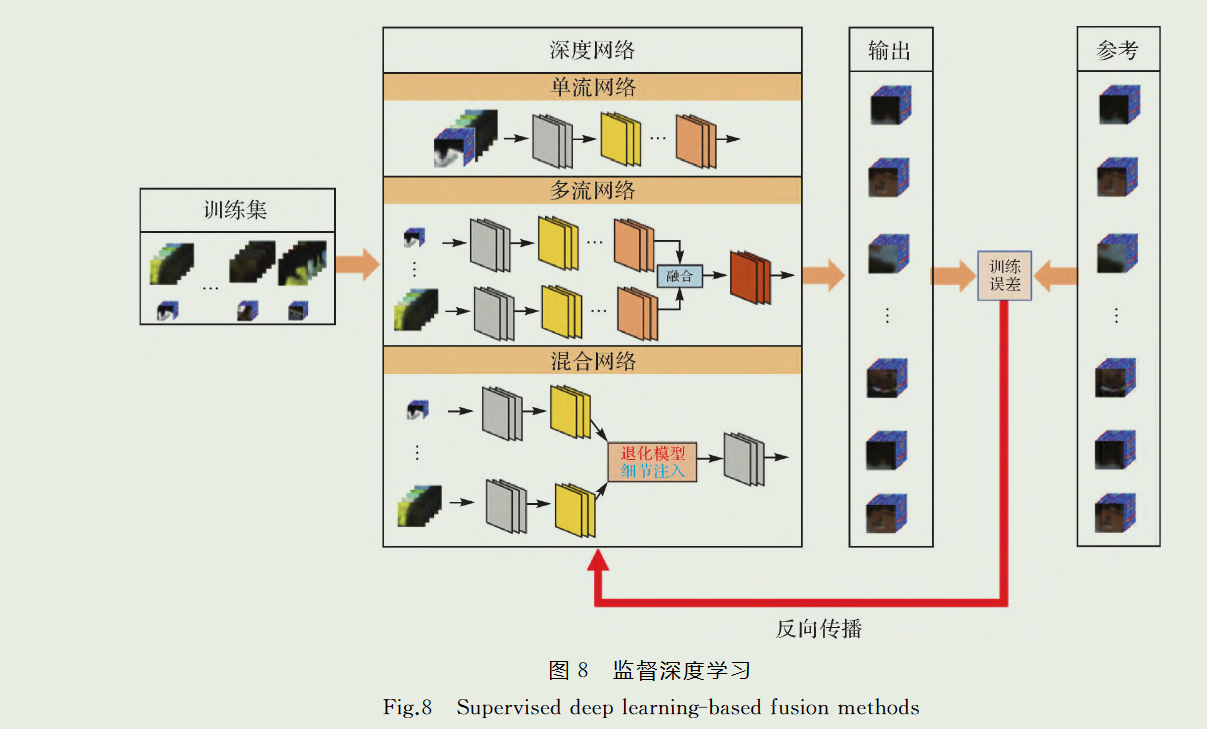 深度网络
输出
参考
单流网络
...
训练集
多流网络
...
...
融合
...
训练
误差
混合网络
退化模型
细节注入
反向传播
图 8 监督深度学习
Fig.8 Supervised deep learning-based fusion methods